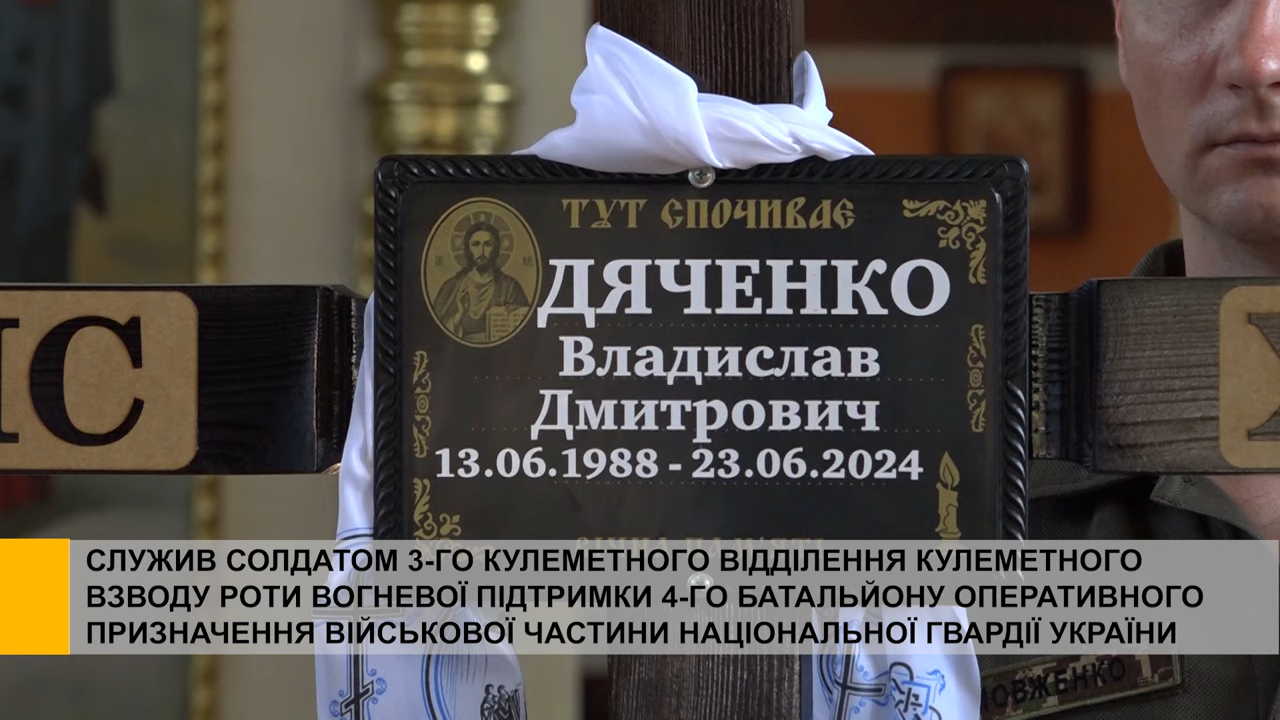 ТУТ СПОЧИВАЄ
ДЯЧЕНКО
Владислав
Дмитрович
13.06.1988 - 23.06.2024
СЛУЖИВ СОЛДАТОМ 3-ГО КУЛЕМЕТНОГО ВІДДІЛЕННЯ КУЛЕМЕТНОГО
ВЗВОДУ РОТИ ВОГНЕВОЇ ПІДТРИМКИ 4-ГО БАТАЛЬЙОНУ ОПЕРАТИВНОГО
ПРИЗНАЧЕННЯ ВІЙСЬКОВОЇ ЧАСТИНИ НАЦІОНАЛЬНОЇ ГВАРДІЇ УКРАЇНИ